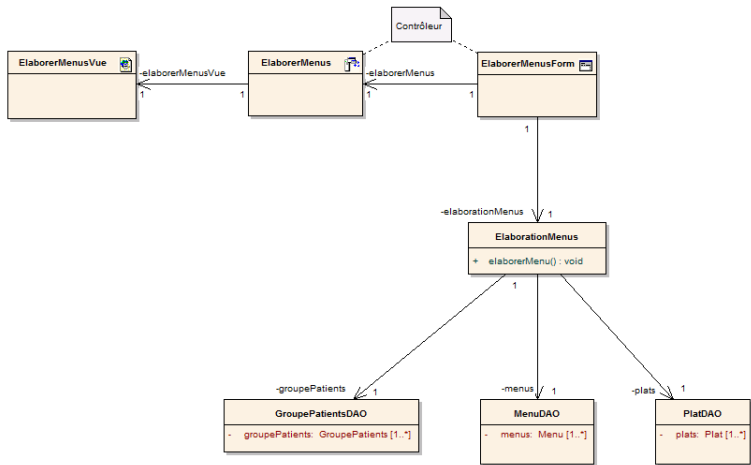 Contrôleur
ElaborerMenusVue
ElaborerMenus
ElaborerMenusForm
-elaborerMenusVue
-elaborerMenus
1
1
1
1
1
-elaborationMenus
1
ElaborationMenus
+ elaborerMenu() : void
1
-groupePatients
1
-menus
1
-plats
1
GroupePatientsDAO
- groupePatients: GroupePatients [1..*]
MenuDAO
- menus: Menu [1..*]
PlatDAO
- plats: Plat [1..*]